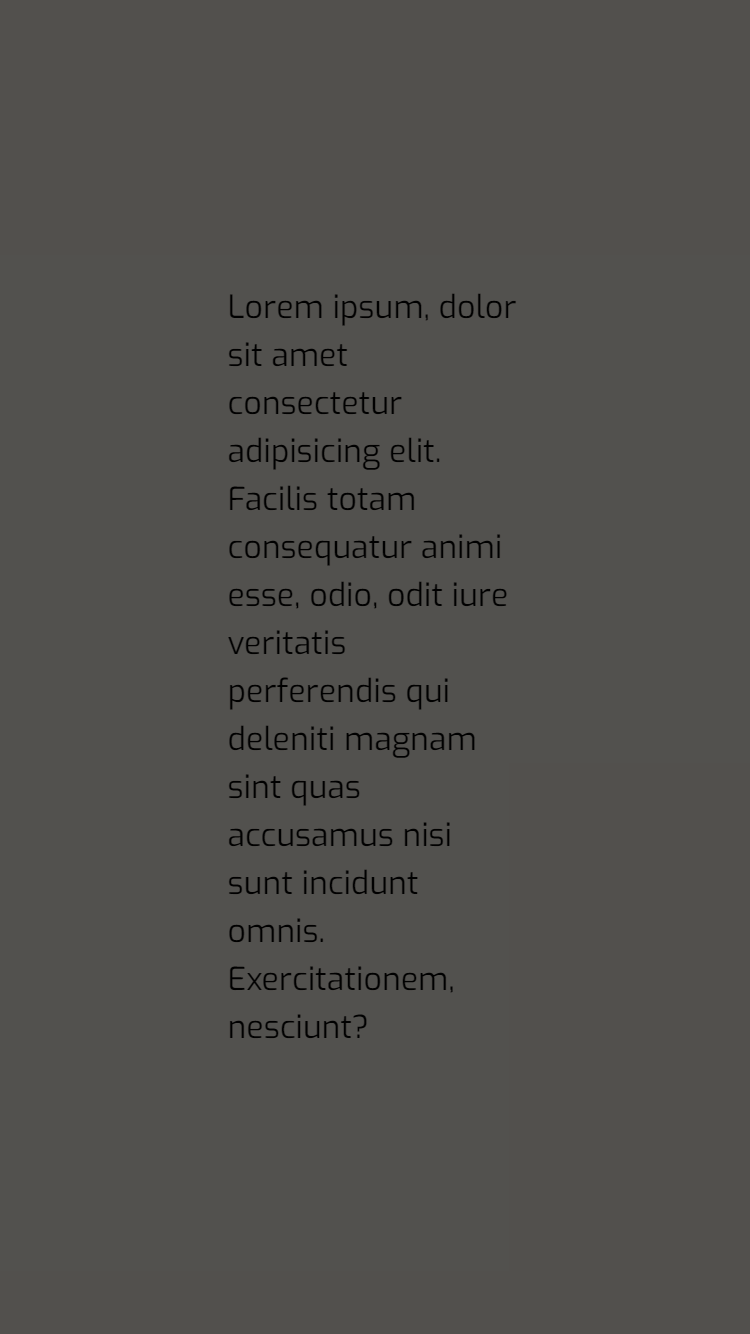 Lorem ipsum, dolor
sit amet
consectetur
adipisicing elit.
Facilis totam
consequatur animi
esse, odio, odit iure
veritatis
perferendis qui
deleniti magnam
sint quas
accusamus nisi
sunt incidunt
omnis.
Exercitationem,
nesciunt?